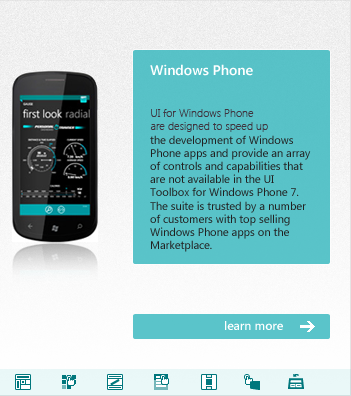 Windows Phone
UI for Windows Phone
are designed to speed up
the development of Windows
Phone apps and provide an array
of controls and capabilities that
are not available in the UI
Toolbox for Windows Phone 7.
The suite is trusted by a number
of customers with top selling
Windows Phone apps on the
Marketplace.
first look radial
learn more